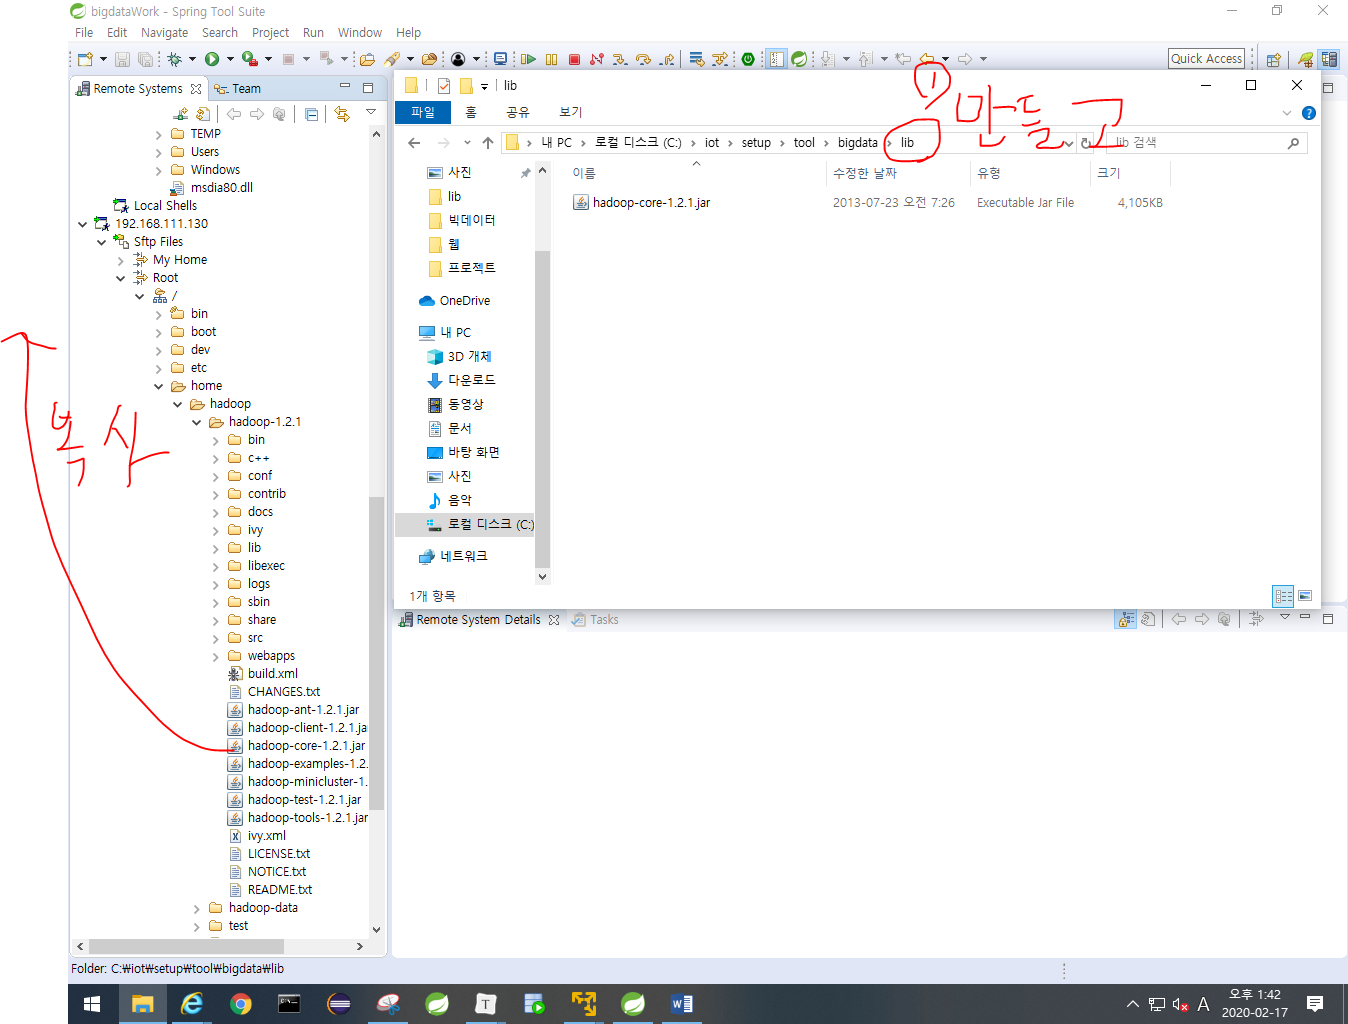 bigdataWork - Spring Tool Suite
File Edit Navigate Search Project Run Window Help
Quick Access
Remote Systems
Team
TEMP
Users
Windows
msdia80.dll
Local Shells
192.168.111.130
Sftp Files
My Home
Root
/
bin
boot
dev
etc
home
hadoop
hadoop-1.2.1
bin
c++
conf
contrib
docs
ivy
lib
libexec
logs
sbin
share
src
webapps
build.xml
CHANGES.txt
hadoop-ant-1.2.1.jar
hadoop-client-1.2.1.ja
hadoop-core-1.2.1.jar
hadoop-examples-1.2.
hadoop-minicluster-1.
hadoop-test-1.2.1.jar
hadoop-tools-1.2.1.jar
ivy.xml
LICENSE.txt
NOTICE.txt
README.txt
hadoop-data
test
복사
lib
파일 홈 공유 보기
① 만들고
내 PC › 로컬 디스크 (C:) › iot › setup › tool › bigdata › lib
lib 검색
사진
lib
빅데이터
웹
프로젝트
OneDrive
내 PC
3D 개체
다운로드
동영상
문서
바탕 화면
사진
음악
로컬 디스크 (C:)
네트워크
이름 수정한 날짜 유형 크기
hadoop-core-1.2.1.jar 2013-07-23 오전 7:26 Executable Jar File 4,105KB
1개 항목
Remote System Details
Tasks
Folder: C:₩iot₩setup₩tool₩bigdata₩lib
A
오후 1:42
2020-02-17